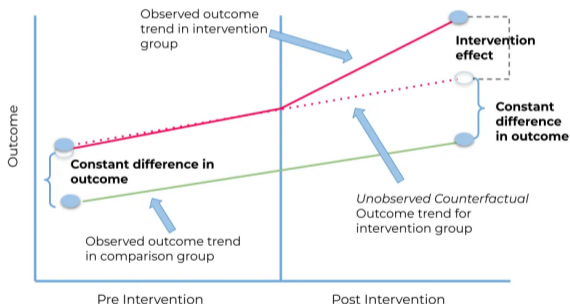 Observed outcome
trend in intervention
group
Intervention
effect
Outcome
Constant
difference
in outcome
Constant difference in
outcome
Unobserved Counterfactual
Outcome trend for
intervention group
Observed outcome trend
in comparison group
Pre Intervention
Post Intervention